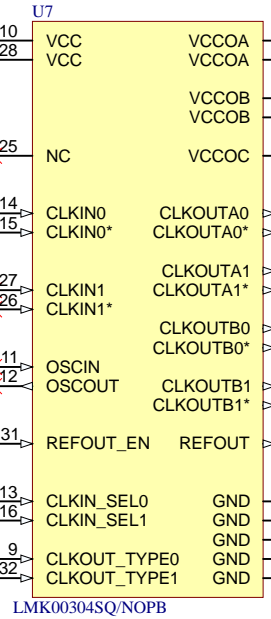 U7
10 VCC VCCOA
28 VCC VCCOA
VCCOB
VCCOB
25 NC VCCOC
14 CLKIN0 CLKOUTA0
15 CLKIN0* CLKOUTA0*
CLKOUTA1
27 CLKIN1 CLKOUTA1*
26 CLKIN1*
CLKOUTB0
CLKOUTB0*
11 OSCIN
12 OSCOUT CLKOUTB1
CLKOUTB1*
31 REFOUT_EN REFOUT
13 CLKIN_SEL0 GND
16 CLKIN_SEL1 GND
GND
9 CLKOUT_TYPE0 GND
32 CLKOUT_TYPE1 GND
LMK00304SQ/NOPB